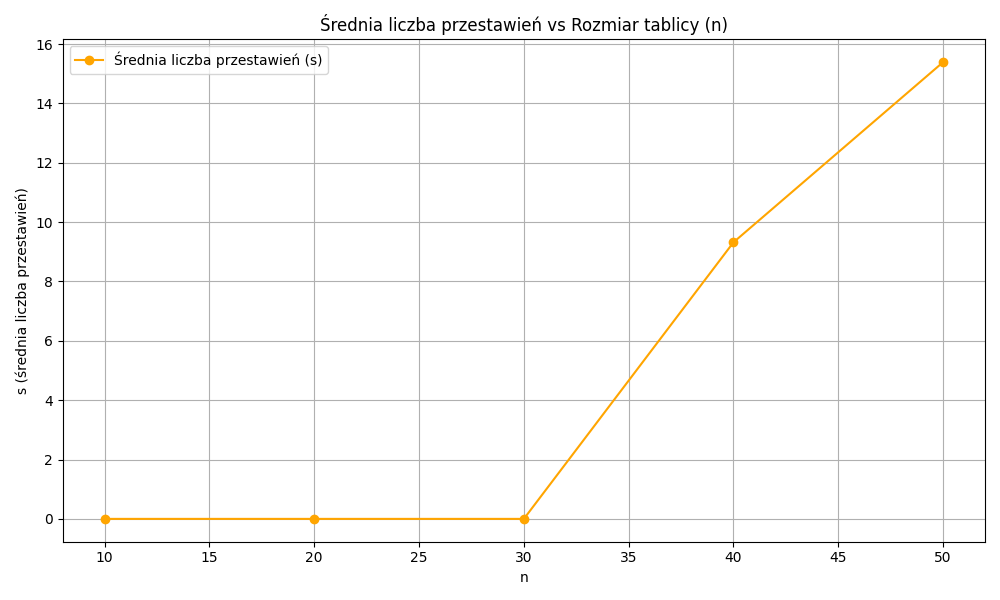 Średnia liczba przestawień vs Rozmiar tablicy (n)
Średnia liczba przestawień (s)
s (średnia liczba przestawień)
16
14
12
10
8
6
4
2
0
10 15 20 25 30 35 40 45 50
n